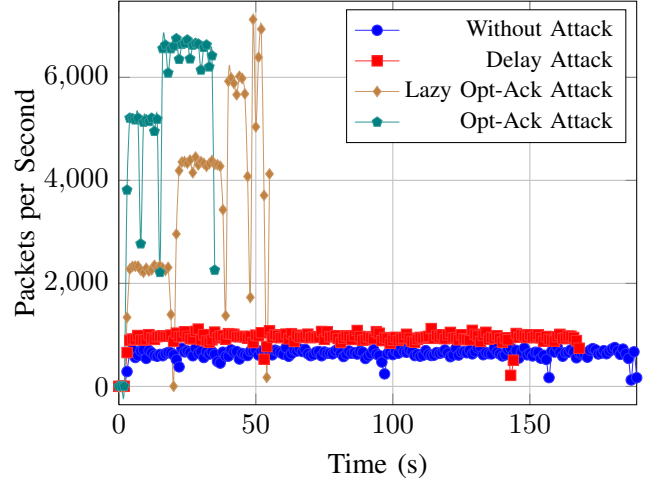 Without Attack
Delay Attack
Lazy Opt-Ack Attack
Opt-Ack Attack
6,000
4,000
2,000
0
Packets per Second
0
50
100
150
Time (s)